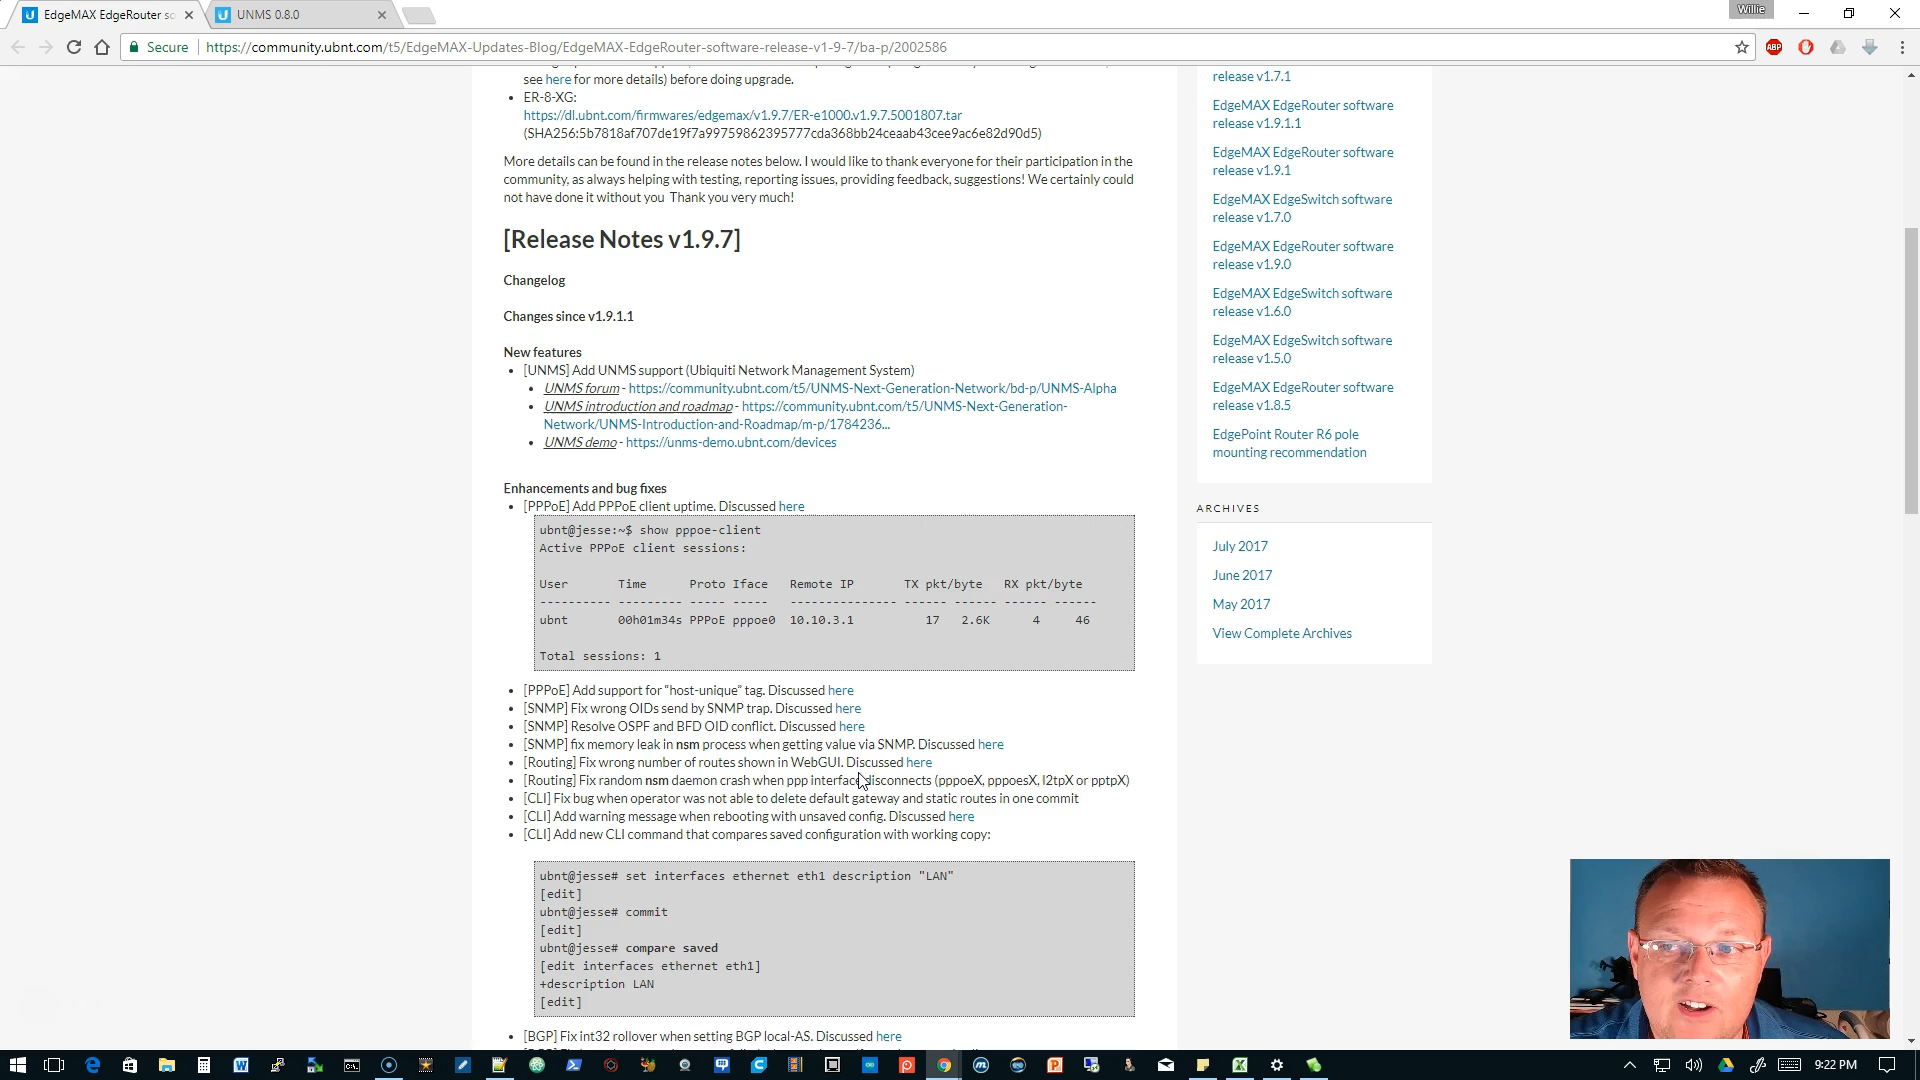 EdgeMAX EdgeRouter so
UNMS 0.8.0
Willie
Secure
https://community.ubnt.com/t5/EdgeMAX-Updates-Blog/EdgeMAX-EdgeRouter-software-release-v1-9-7/ba-p/2002586
ABP
see here for more details) before doing upgrade.
ER-8-XG:
https://dl.ubnt.com/firmwares/edgemax/v1.9.7/ER-e1000.v1.9.7.5001807.tar
(SHA256:5b7818af707de19f7a99759862395777cda368bb24ceaab43cee9ac6e82d90d5)
More details can be found in the release notes below. I would like to thank everyone for their participation in the
community, as always helping with testing, reporting issues, providing feedback, suggestions! We certainly could
not have done it without you Thank you very much!
[Release Notes v1.9.7]
Changelog
Changes since v1.9.1.1
New features
[UNMS] Add UNMS support (Ubiquiti Network Management System)
UNMS forum - https://community.ubnt.com/t5/UNMS-Next-Generation-Network/bd-p/UNMS-Alpha
UNMS introduction and roadmap - https://community.ubnt.com/t5/UNMS-Next-Generation-
Network/UNMS-Introduction-and-Roadmap/m-p/1784236...
UNMS demo - https://unms-demo.ubnt.com/devices
Enhancements and bug fixes
[PPPoE] Add PPPoE client uptime. Discussed here
ubnt@jesse:~$ show pppoe-client
Active PPPoE client sessions:
User Time Proto Iface Remote IP TX pkt/byte RX pkt/byte
---------- --------- ----- ----- --------------- ------ ------ ------ ------
ubnt 00h01m34s PPPoE pppoe0 10.10.3.1 17 2.6K 4 46
Total sessions: 1
[PPPoE] Add support for “host-unique” tag. Discussed here
[SNMP] Fix wrong OIDs send by SNMP trap. Discussed here
[SNMP] Resolve OSPF and BFD OID conflict. Discussed here
[SNMP] fix memory leak in nsm process when getting value via SNMP. Discussed here
[Routing] Fix wrong number of routes shown in WebGUI. Discussed here
[Routing] Fix random nsm daemon crash when ppp interface disconnects (pppoeX, pppoesX, l2tpX or pptpX)
[CLI] Fix bug when operator was not able to delete default gateway and static routes in one commit
[CLI] Add warning message when rebooting with unsaved config. Discussed here
[CLI] Add new CLI command that compares saved configuration with working copy:
ubnt@jesse# set interfaces ethernet eth1 description "LAN"
[edit]
ubnt@jesse# commit
[edit]
ubnt@jesse# compare saved
[edit interfaces ethernet eth1]
+description LAN
[edit]
[BGP] Fix int32 rollover when setting BGP local-AS. Discussed here
release v1.7.1
EdgeMAX EdgeRouter software
release v1.9.1.1
EdgeMAX EdgeRouter software
release v1.9.1
EdgeMAX EdgeSwitch software
release v1.7.0
EdgeMAX EdgeRouter software
release v1.9.0
EdgeMAX EdgeSwitch software
release v1.6.0
EdgeMAX EdgeSwitch software
release v1.5.0
EdgeMAX EdgeRouter software
release v1.8.5
EdgePoint Router R6 pole
mounting recommendation
ARCHIVES
July 2017
June 2017
May 2017
View Complete Archives
9:22 PM